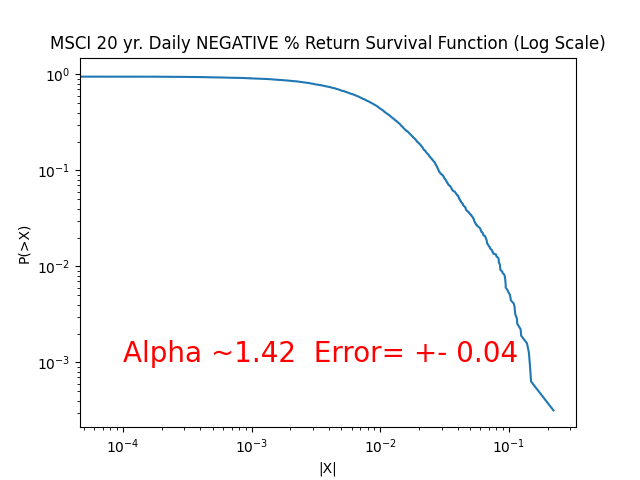 MSCI 20 yr. Daily NEGATIVE % Return Survival Function (Log Scale)
10⁰
10⁻¹
10⁻²
10⁻³
P(>X)
Alpha ~1.42  Error= +- 0.04
10⁻⁴ 10⁻³ 10⁻² 10⁻¹
|X|